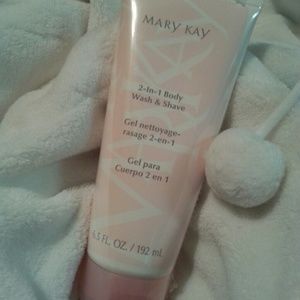 MARY KAY
2-In-1 Body
Wash & Shave
Gel nettoyage-
rasage 2-en-1
Gel para
Cuerpo 2 en 1
6.5 FL. OZ. / 192 mL